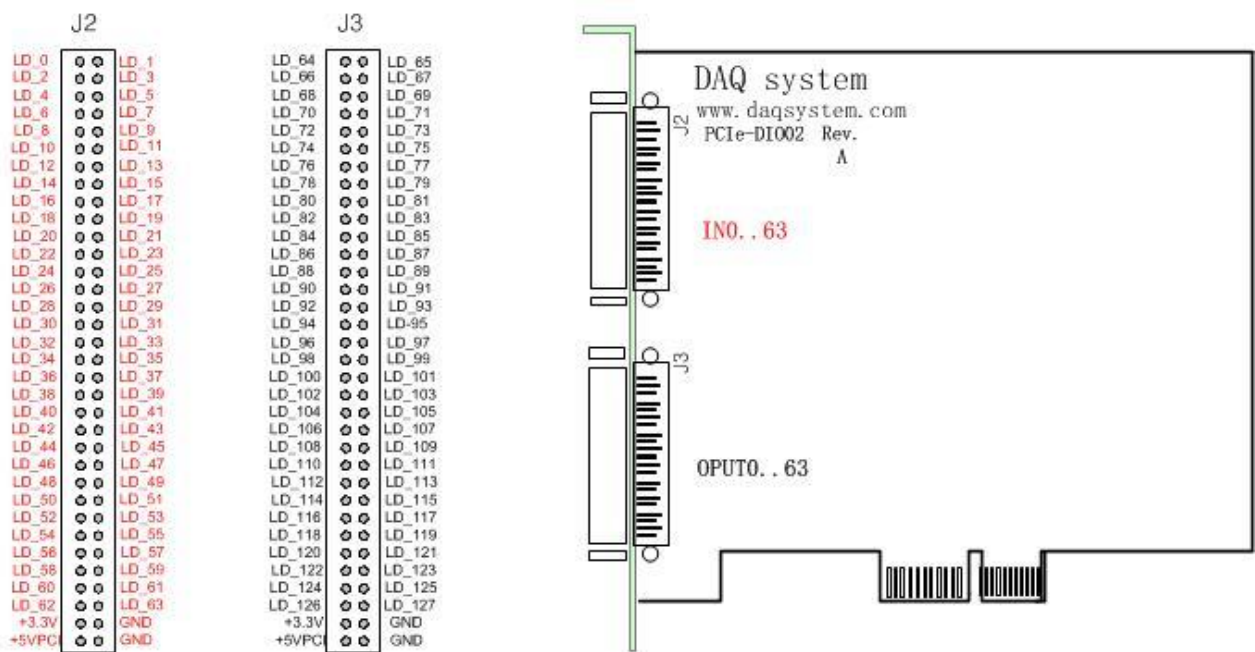 J2
LD_0 LD_1
LD_2 LD_3
LD_4 LD_5
LD_6 LD_7
LD_8 LD_9
LD_10 LD_11
LD_12 LD_13
LD_14 LD_15
LD_16 LD_17
LD_18 LD_19
LD_20 LD_21
LD_22 LD_23
LD_24 LD_25
LD_26 LD_27
LD_28 LD_29
LD_30 LD_31
LD_32 LD_33
LD_34 LD_35
LD_36 LD_37
LD_38 LD_39
LD_40 LD_41
LD_42 LD_43
LD_44 LD_45
LD_46 LD_47
LD_48 LD_49
LD_50 LD_51
LD_52 LD_53
LD_54 LD_55
LD_56 LD_57
LD_58 LD_59
LD_60 LD_61
LD_62 LD_63
+3.3V GND
+5VPCI GND
J3
LD_64 LD_65
LD_66 LD_67
LD_68 LD_69
LD_70 LD_71
LD_72 LD_73
LD_74 LD_75
LD_76 LD_77
LD_78 LD_79
LD_80 LD_81
LD_82 LD_83
LD_84 LD_85
LD_86 LD_87
LD_88 LD_89
LD_90 LD_91
LD_92 LD_93
LD_94 LD-95
LD_96 LD_97
LD_98 LD_99
LD_100 LD_101
LD_102 LD_103
LD_104 LD_105
LD_106 LD_107
LD_108 LD_109
LD_110 LD_111
LD_112 LD_113
LD_114 LD_115
LD_116 LD_117
LD_118 LD_119
LD_120 LD_121
LD_122 LD_123
LD_124 LD_125
LD_126 LD_127
+3.3V GND
+5VPCI GND
DAQ system
www.daqsystem.com
PCIe-DIO02 Rev.
A
J2
IN0..63
J3
OPUT0..63